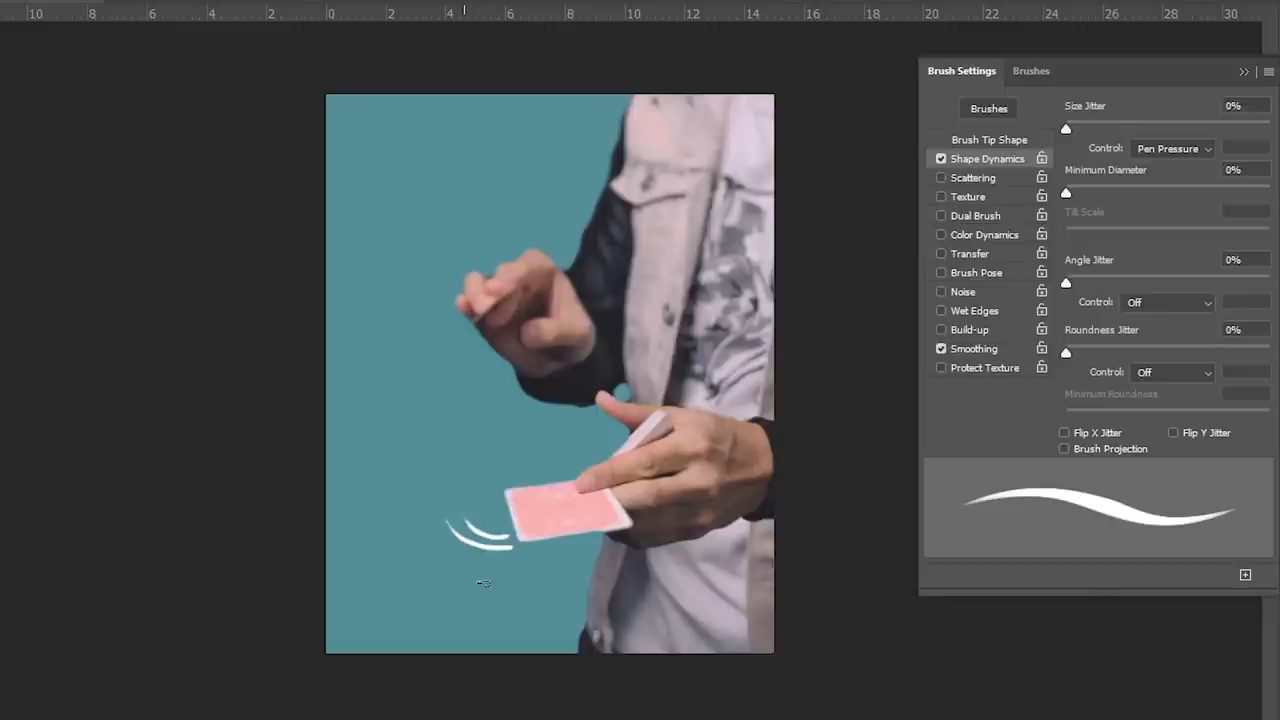 10 8 6 4 2 0 2 4 6 8 10 12 14 16 18 20 22 24 26 28 30
Brush Settings Brushes
Brushes
Brush Tip Shape
Shape Dynamics
Scattering
Texture
Dual Brush
Color Dynamics
Transfer
Brush Pose
Noise
Wet Edges
Build-up
Smoothing
Protect Texture
Size Jitter 0%
Control: Pen Pressure
Minimum Diameter 0%
Tilt Scale
Angle Jitter 0%
Control: Off
Roundness Jitter 0%
Control: Off
Minimum Roundness
Flip X Jitter Flip Y Jitter
Brush Projection